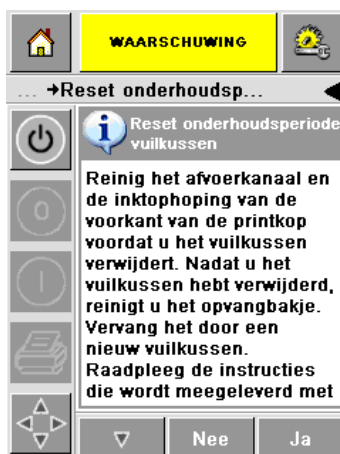 WAARSCHUWING
... →Reset onderhoudsp...
Reset onderhoudsperiode
vuilkussen
Reinig het afvoerkanaal en
de inktophoping van de
voorkant van de printkop
voordat u het vuilkussen
verwijdert. Nadat u het
vuilkussen hebt verwijderd,
reinigt u het opvangbakje.
Vervang het door een
nieuw vuilkussen.
Raadpleeg de instructies
die wordt meegeleverd met
Nee Ja